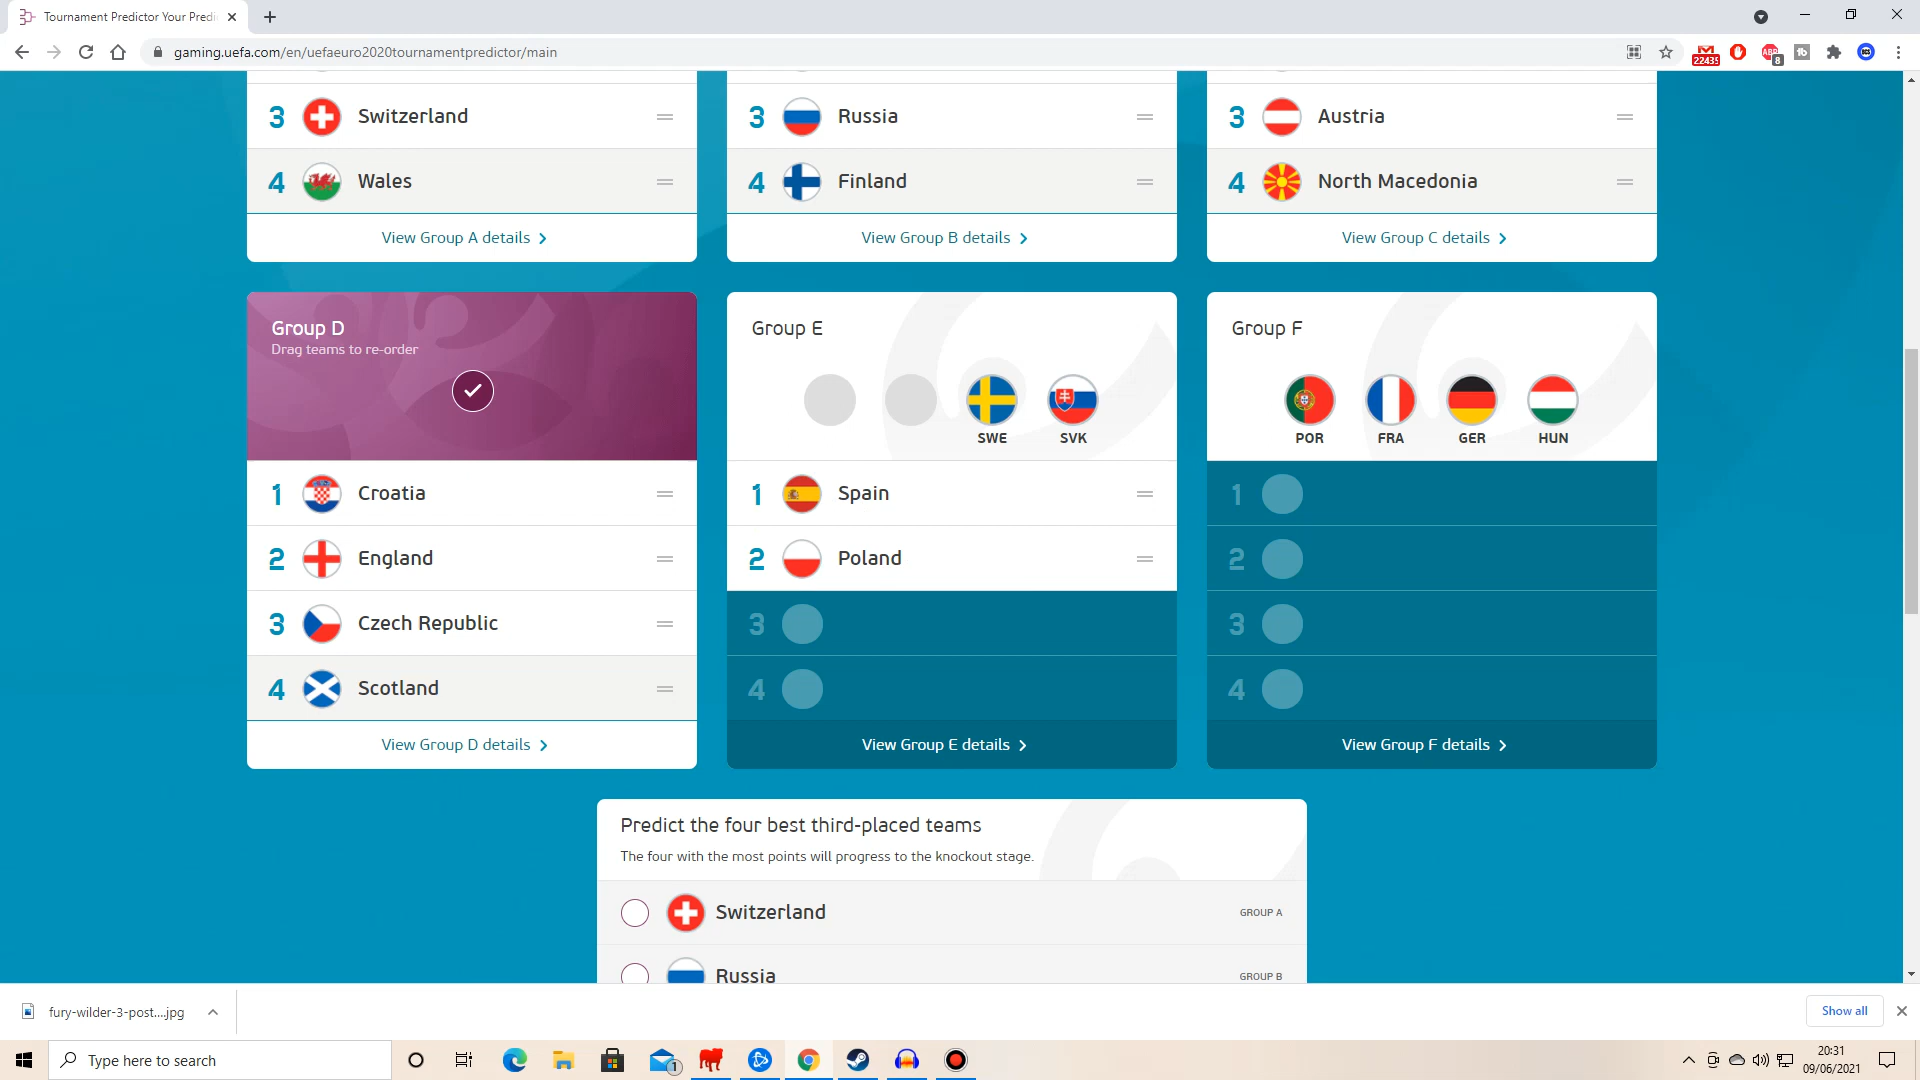 Tournament Predictor Your Predi
gaming.uefa.com/en/uefaeuro2020tournamentpredictor/main
22435
ABP
8
3 Switzerland
4 Wales
View Group A details
3 Russia
4 Finland
View Group B details
3 Austria
4 North Macedonia
View Group C details
Group D
Drag teams to re-order
1 Croatia
2 England
3 Czech Republic
4 Scotland
View Group D details
Group E
SWE SVK
1 Spain
2 Poland
3
4
View Group E details
Group F
POR FRA GER HUN
1
2
3
4
View Group F details
Predict the four best third-placed teams
The four with the most points will progress to the knockout stage.
Switzerland GROUP A
Russia GROUP B
fury-wilder-3-post....jpg
Show all
Type here to search
1
20:31
09/06/2021